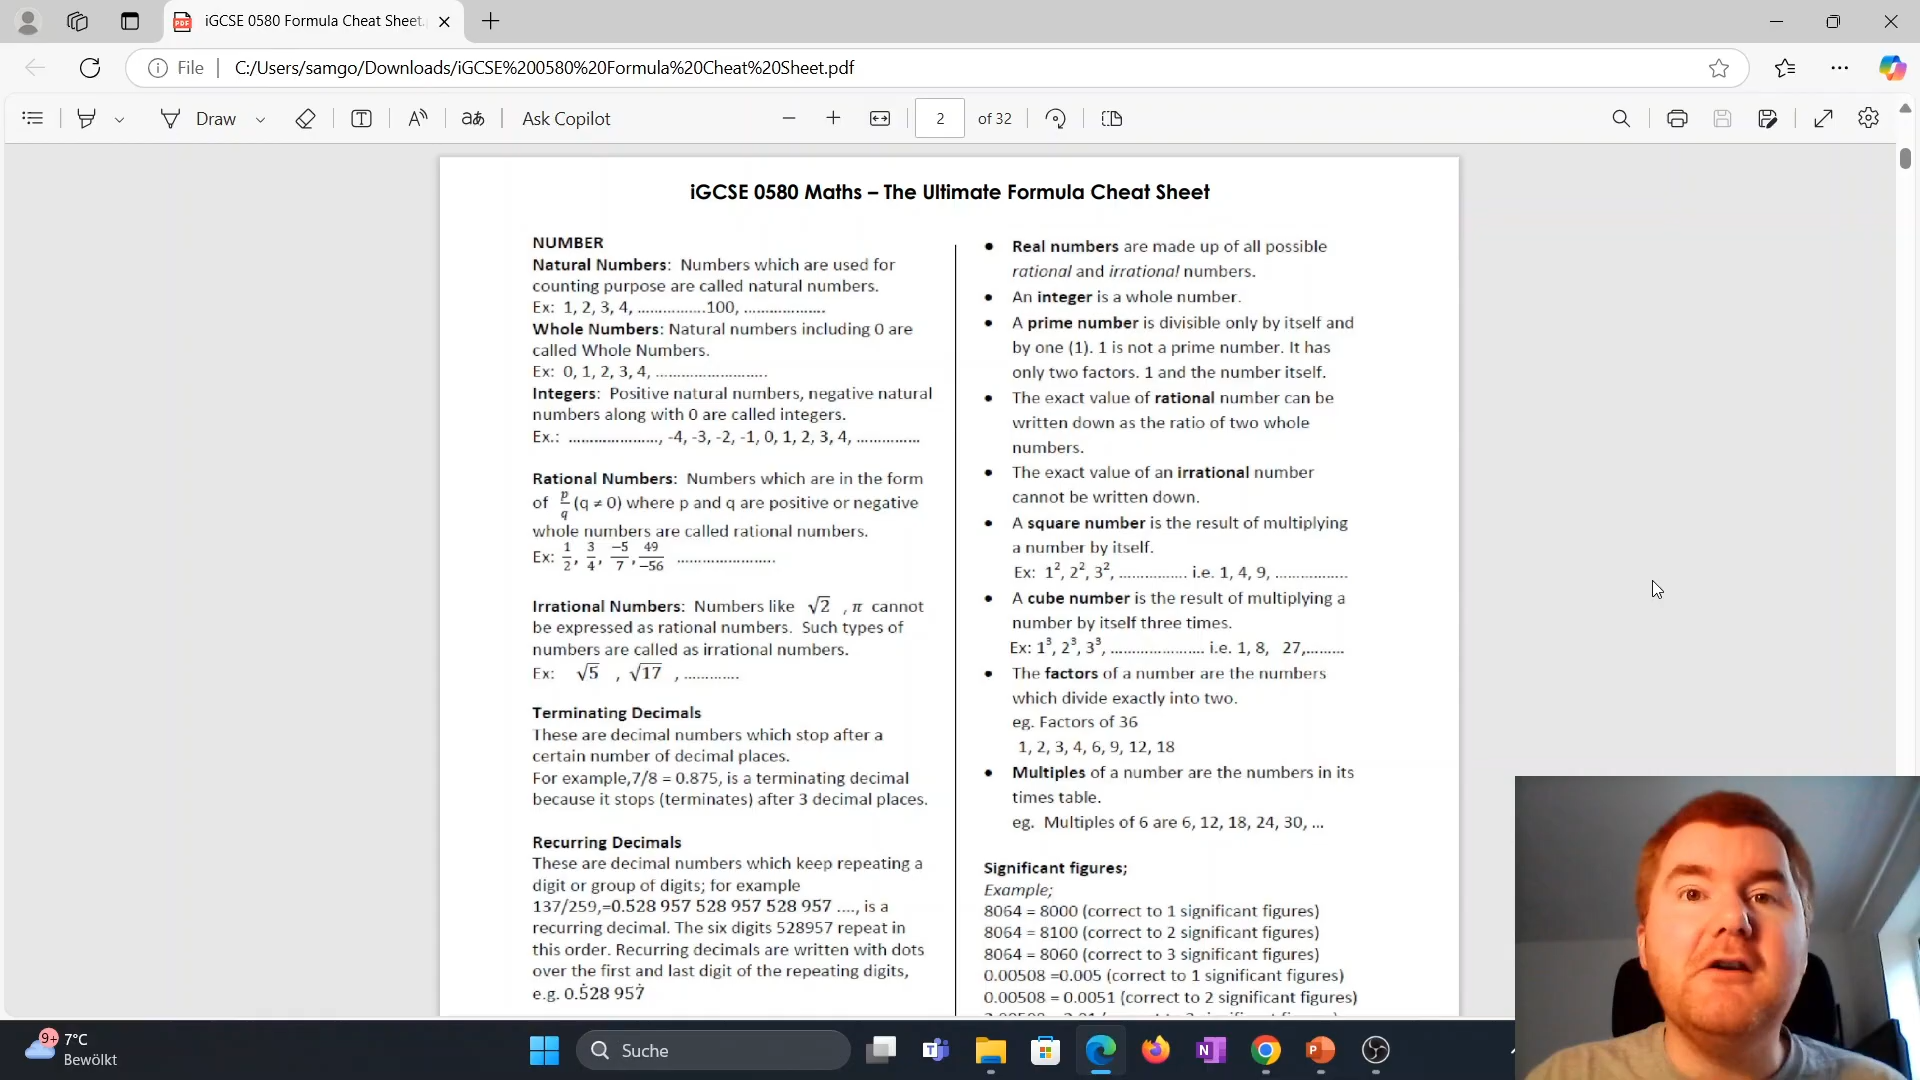 iGCSE 0580 Formula Cheat Sheet.
File
C:/Users/samgo/Downloads/iGCSE%200580%20Formula%20Cheat%20Sheet.pdf
Draw
aあ
Ask Copilot
2 of 32
iGCSE 0580 Maths – The Ultimate Formula Cheat Sheet
NUMBER
Natural Numbers: Numbers which are used for
counting purpose are called natural numbers.
Ex: 1, 2, 3, 4, ................100, ...................
Whole Numbers: Natural numbers including 0 are
called Whole Numbers.
Ex: 0, 1, 2, 3, 4, ..........................
Integers: Positive natural numbers, negative natural
numbers along with 0 are called integers.
Ex.: ....................., -4, -3, -2, -1, 0, 1, 2, 3, 4, ...............
Rational Numbers: Numbers which are in the form
of p/q (q ≠ 0) where p and q are positive or negative
whole numbers are called rational numbers.
Ex: 1/2, 3/4, -5/7, 49/-56 .......................
Irrational Numbers: Numbers like √2 , π cannot
be expressed as rational numbers. Such types of
numbers are called as irrational numbers.
Ex: √5 , √17 , .............
Terminating Decimals
These are decimal numbers which stop after a
certain number of decimal places.
For example,7/8 = 0.875, is a terminating decimal
because it stops (terminates) after 3 decimal places.
Recurring Decimals
These are decimal numbers which keep repeating a
digit or group of digits; for example
137/259,=0.528 957 528 957 528 957 ...., is a
recurring decimal. The six digits 528957 repeat in
this order. Recurring decimals are written with dots
over the first and last digit of the repeating digits,
e.g. 0.5̇28 957̇
• Real numbers are made up of all possible
rational and irrational numbers.
• An integer is a whole number.
• A prime number is divisible only by itself and
by one (1). 1 is not a prime number. It has
only two factors. 1 and the number itself.
• The exact value of rational number can be
written down as the ratio of two whole
numbers.
• The exact value of an irrational number
cannot be written down.
• A square number is the result of multiplying
a number by itself.
Ex: 1², 2², 3², ................ i.e. 1, 4, 9, .................
• A cube number is the result of multiplying a
number by itself three times.
Ex: 1³, 2³, 3³, ..................... i.e. 1, 8, 27,.........
• The factors of a number are the numbers
which divide exactly into two.
eg. Factors of 36
1, 2, 3, 4, 6, 9, 12, 18
• Multiples of a number are the numbers in its
times table.
eg. Multiples of 6 are 6, 12, 18, 24, 30, ...
Significant figures;
Example;
8064 = 8000 (correct to 1 significant figures)
8064 = 8100 (correct to 2 significant figures)
8064 = 8060 (correct to 3 significant figures)
0.00508 =0.005 (correct to 1 significant figures)
0.00508 = 0.0051 (correct to 2 significant figures)
9+
7°C
Bewölkt
Suche